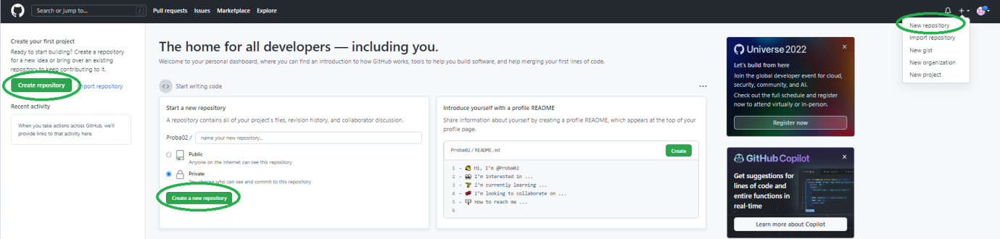 Search or jump to...
/
Pull requests
Issues
Marketplace
Explore
New repository
Import repository
New gist
New organization
New project
Create your first project
Ready to start building? Create a repository
for a new idea or bring over an existing
repository to keep contributing to it.
Create repository
Import repository
Recent activity
When you take actions across GitHub, we'll
provide links to that activity here.
The home for all developers — including you.
Welcome to your personal dashboard, where you can find an introduction to how GitHub works, tools to help you build software, and help merging your first lines of code.
Start writing code
Start a new repository
A repository contains all of your project's files, revision history, and collaborator discussion.
Proba02 /
name your new repository...
Public
Anyone on the internet can see this repository
Private
You choose who can see and commit to this repository
Create a new repository
Introduce yourself with a profile README
Share information about yourself by creating a profile README, which appears at the top of your
profile page.
Proba02 / README.md
Create
1 - 👋 Hi, I'm @Proba02
2 - 👀 I'm interested in ...
3 - 🌱 I'm currently learning ...
4 - 💞️ I'm looking to collaborate on ...
5 - 📫 How to reach me ...
6
Universe 2022
Let's build from here
Join the global developer event for cloud,
security, community, and AI.
Check out the full schedule and register
now to attend virtually or in-person.
Register now
GitHub Copilot
Get suggestions for
lines of code and
entire functions in
real-time
Learn more about Copilot